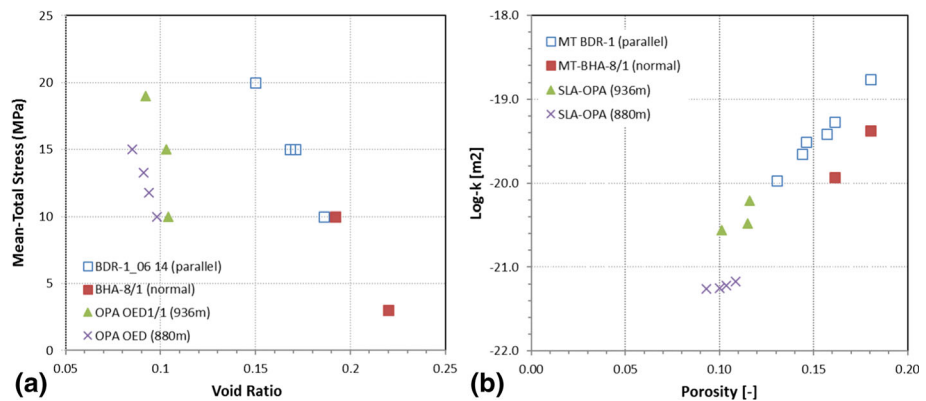 25
20
15
10
5
0
Mean-Total Stress (MPa)
BDR-1_06 14 (parallel)
BHA-8/1 (normal)
OPA OED1/1 (936m)
OPA OED (880m)
0.05
0.1
0.15
0.2
0.25
Void Ratio
(a)
-18.0
-19.0
-20.0
-21.0
-22.0
Log-k [m2]
MT BDR-1 (parallel)
MT-BHA-8/1 (normal)
SLA-OPA (936m)
SLA-OPA (880m)
0.00
0.05
0.10
0.15
0.20
Porosity [-]
(b)